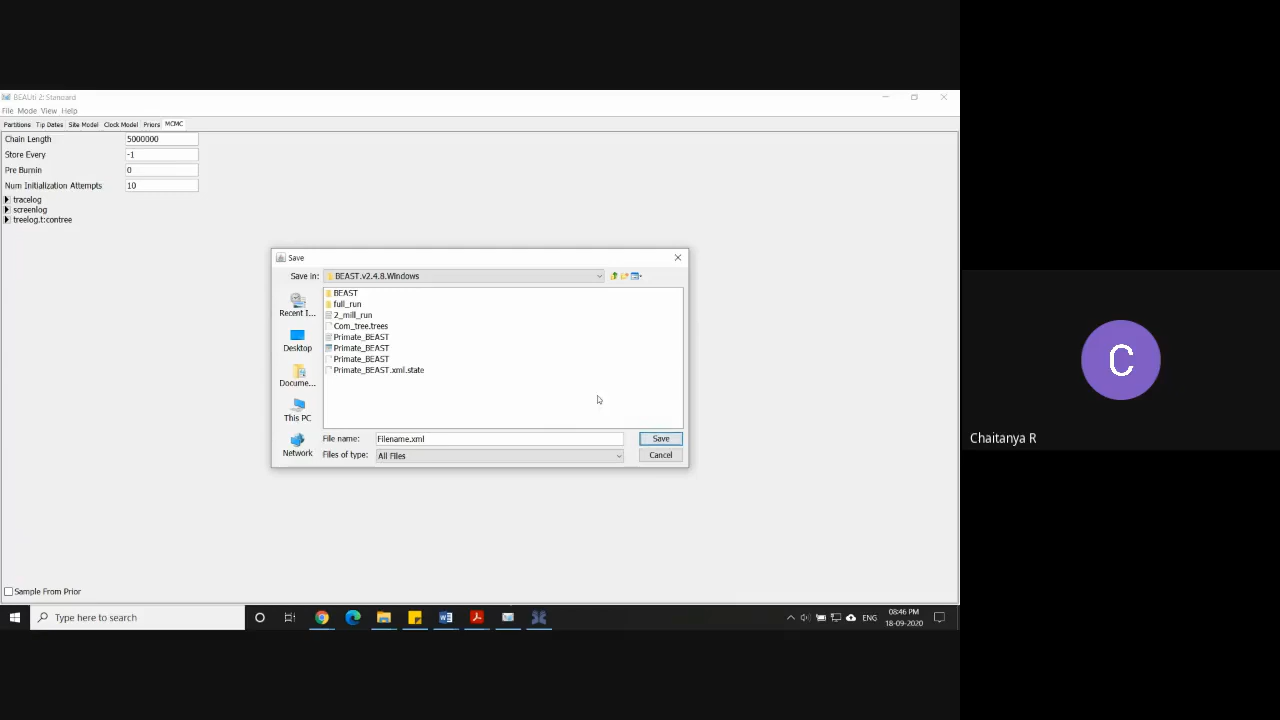 BEAUti 2: Standard
File Mode View Help
Partitions Tip Dates Site Model Clock Model Priors MCMC
Chain Length 5000000
Store Every -1
Pre Burnin 0
Num Initialization Attempts 10
tracelog
screenlog
treelog.t:contree
Save
Save in: BEAST.v2.4.8.Windows
Recent I...
Desktop
Docume...
This PC
Network
BEAST
full_run
2_mill_run
Com_tree.trees
Primate_BEAST
Primate_BEAST
Primate_BEAST
Primate_BEAST.xml.state
File name: Filename.xml Save
Files of type: All Files Cancel
Sample From Prior
Type here to search
ENG
08:46 PM
18-09-2020
C
Chaitanya R